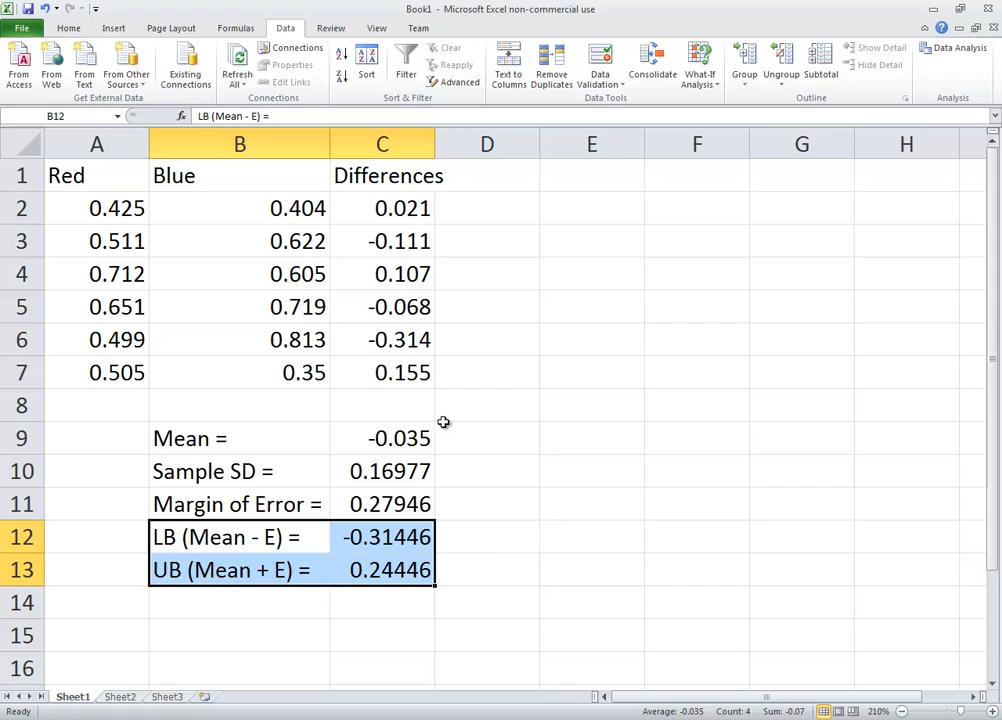 Book1 - Microsoft Excel non-commercial use
File Home Insert Page Layout Formulas Data Review View Team
From Access
From Web
From Text
From Other Sources
Existing Connections
Get External Data
Refresh All
Connections
Properties
Edit Links
Connections
Sort
Filter
Clear
Reapply
Advanced
Sort & Filter
Text to Columns
Remove Duplicates
Data Validation
Consolidate
What-If Analysis
Data Tools
Group
Ungroup
Subtotal
Show Detail
Hide Detail
Outline
Data Analysis
Analysis
B12 fx LB (Mean - E) =
A B C D E F G H
1 Red Blue Differences
2 0.425 0.404 0.021
3 0.511 0.622 -0.111
4 0.712 0.605 0.107
5 0.651 0.719 -0.068
6 0.499 0.813 -0.314
7 0.505 0.35 0.155
8
9 Mean = -0.035
10 Sample SD = 0.16977
11 Margin of Error = 0.27946
12 LB (Mean - E) = -0.31446
13 UB (Mean + E) = 0.24446
14
15
16
Sheet1 Sheet2 Sheet3
Ready Average: -0.035 Count: 4 Sum: -0.07 210%